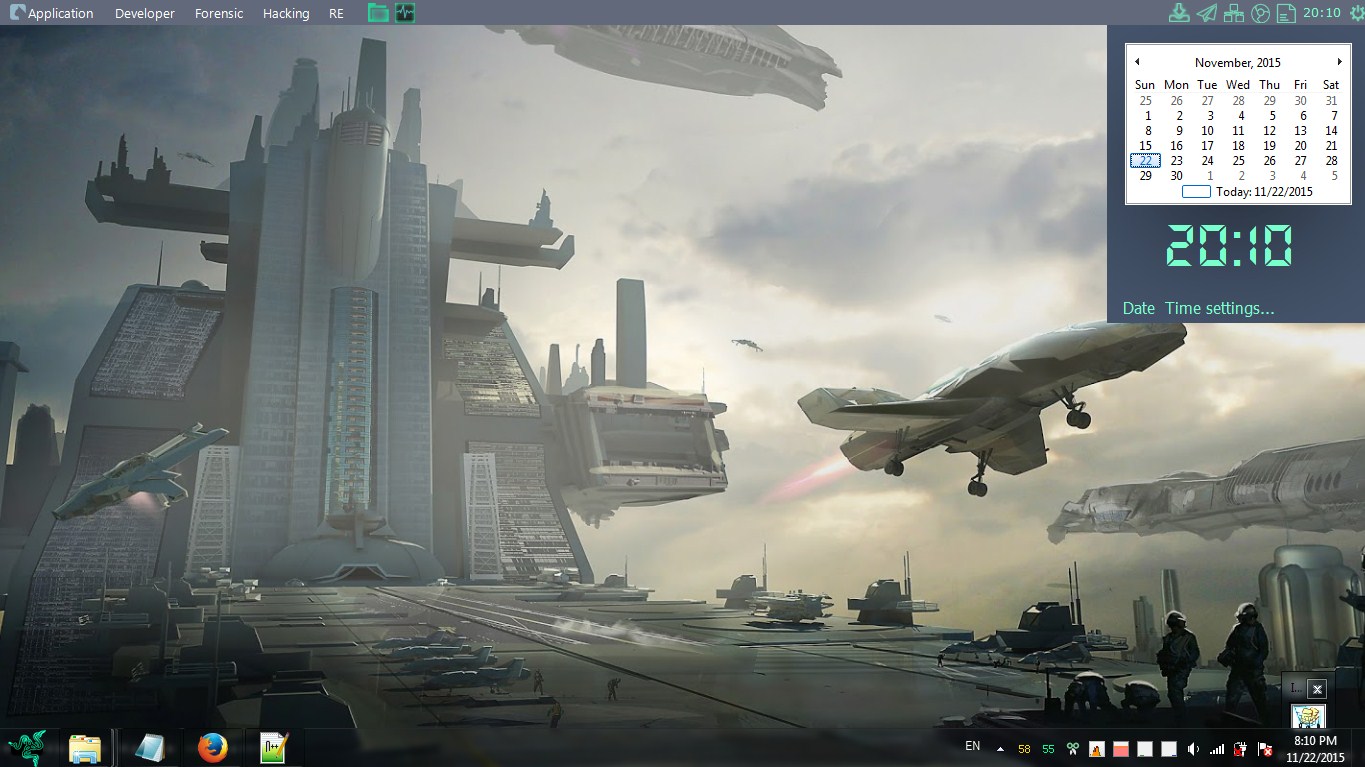 Application Developer Forensic Hacking RE 20:10
November, 2015
Sun Mon Tue Wed Thu Fri Sat
25 26 27 28 29 30 31
1 2 3 4 5 6 7
8 9 10 11 12 13 14
15 16 17 18 19 20 21
22 23 24 25 26 27 28
29 30 1 2 3 4 5
Today: 11/22/2015
20:10
Date Time settings...
I...
n++
EN 58 55 8:10 PM
11/22/2015